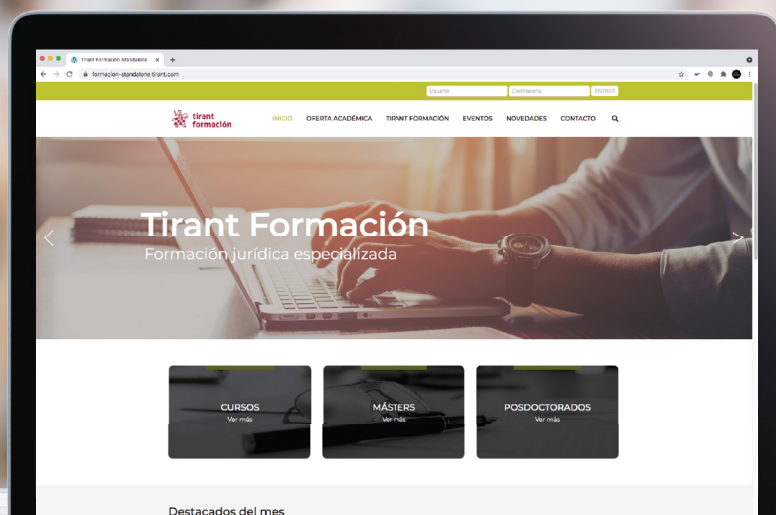 Tirant Formación Standalone
formacion-standalone.tirant.com
Usuario Contraseña ENTRAR
tirant
formación
INICIO OFERTA ACADÉMICA TIRANT FORMACIÓN EVENTOS NOVEDADES CONTACTO
Tirant Formación
Formación jurídica especializada
CURSOS MÁSTERS POSDOCTORADOS
Ver más Ver más Ver más
Destacados del mes